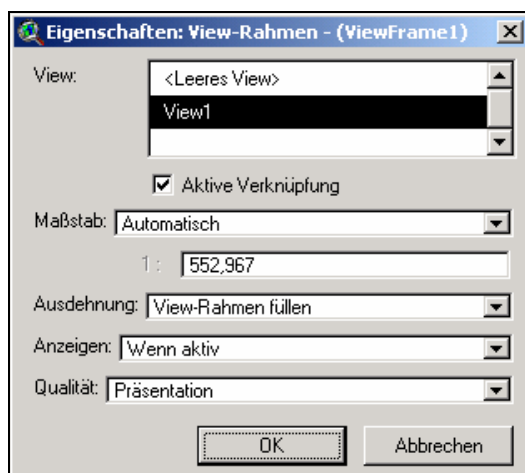 Eigenschaften: View-Rahmen - (ViewFrame1)
View:
<Leeres View>
View1
Aktive Verknüpfung
Maßstab: Automatisch
1 : 552,967
Ausdehnung: View-Rahmen füllen
Anzeigen: Wenn aktiv
Qualität: Präsentation
OK Abbrechen